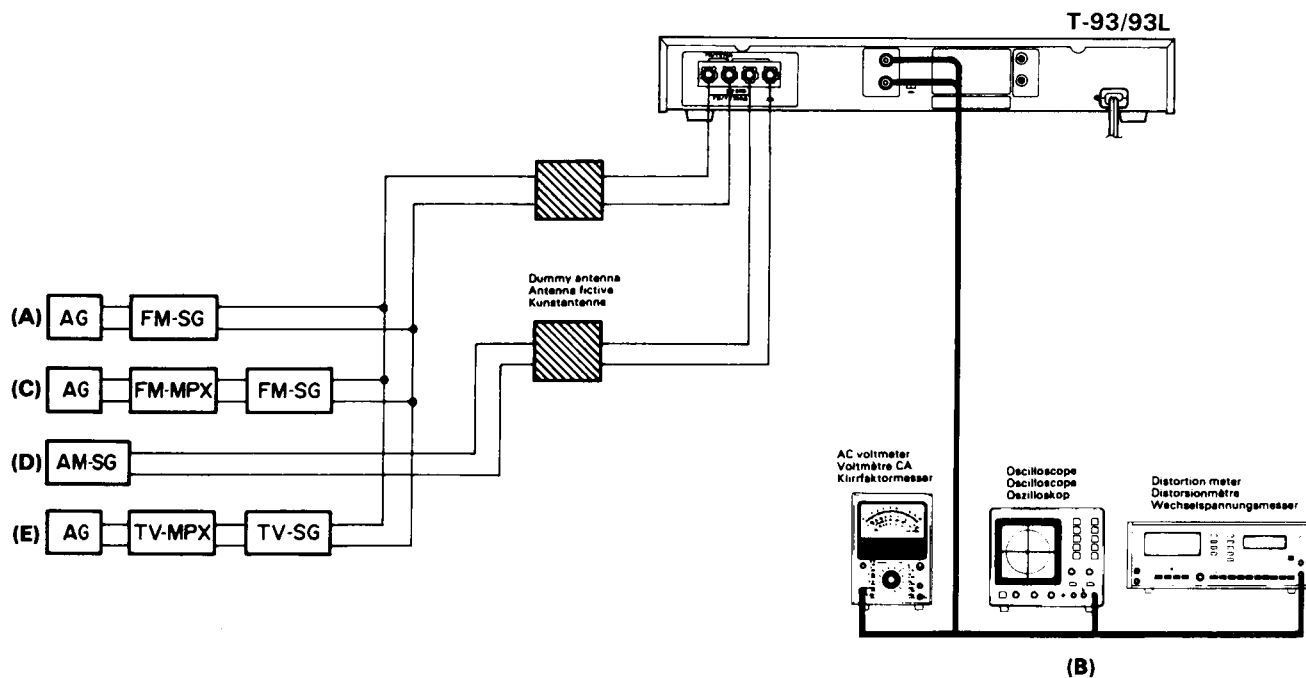 T-93/93L
Dummy antenna
Antenna fictive
Kunstantenne
(A) AG FM-SG
(C) AG FM-MPX FM-SG
(D) AM-SG
(E) AG TV-MPX TV-SG
AC voltmeter
Voltmètre CA
Klirrfaktormesser
Oscilloscope
Oscilloscope
Oszilloskop
Distortion meter
Distorsionmètre
Wechselspannungsmesser
(B)